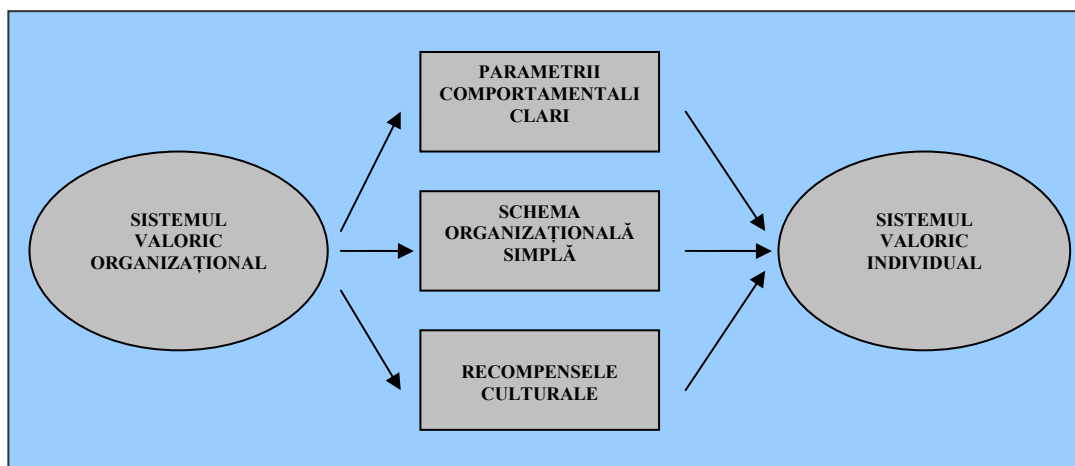 SISTEMUL
VALORIC
ORGANIZAȚIONAL
PARAMETRII
COMPORTAMENTALI
CLARI
SCHEMA
ORGANIZAȚIONALĂ
SIMPLĂ
RECOMPENSELE
CULTURALE
SISTEMUL
VALORIC
INDIVIDUAL